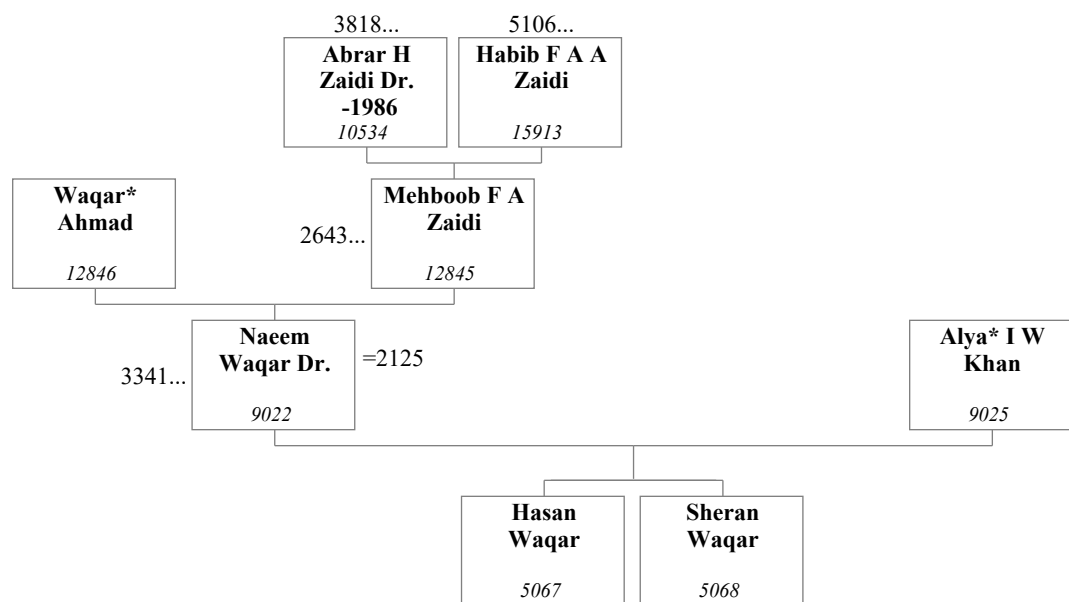 3818...
5106...
Abrar H
Zaidi Dr.
-1986
10534
Habib F A A
Zaidi
15913
Waqar*
Ahmad
12846
2643...
Mehboob F A
Zaidi
12845
3341...
Naeem
Waqar Dr.
9022
=2125
Alya* I W
Khan
9025
Hasan
Waqar
5067
Sheran
Waqar
5068